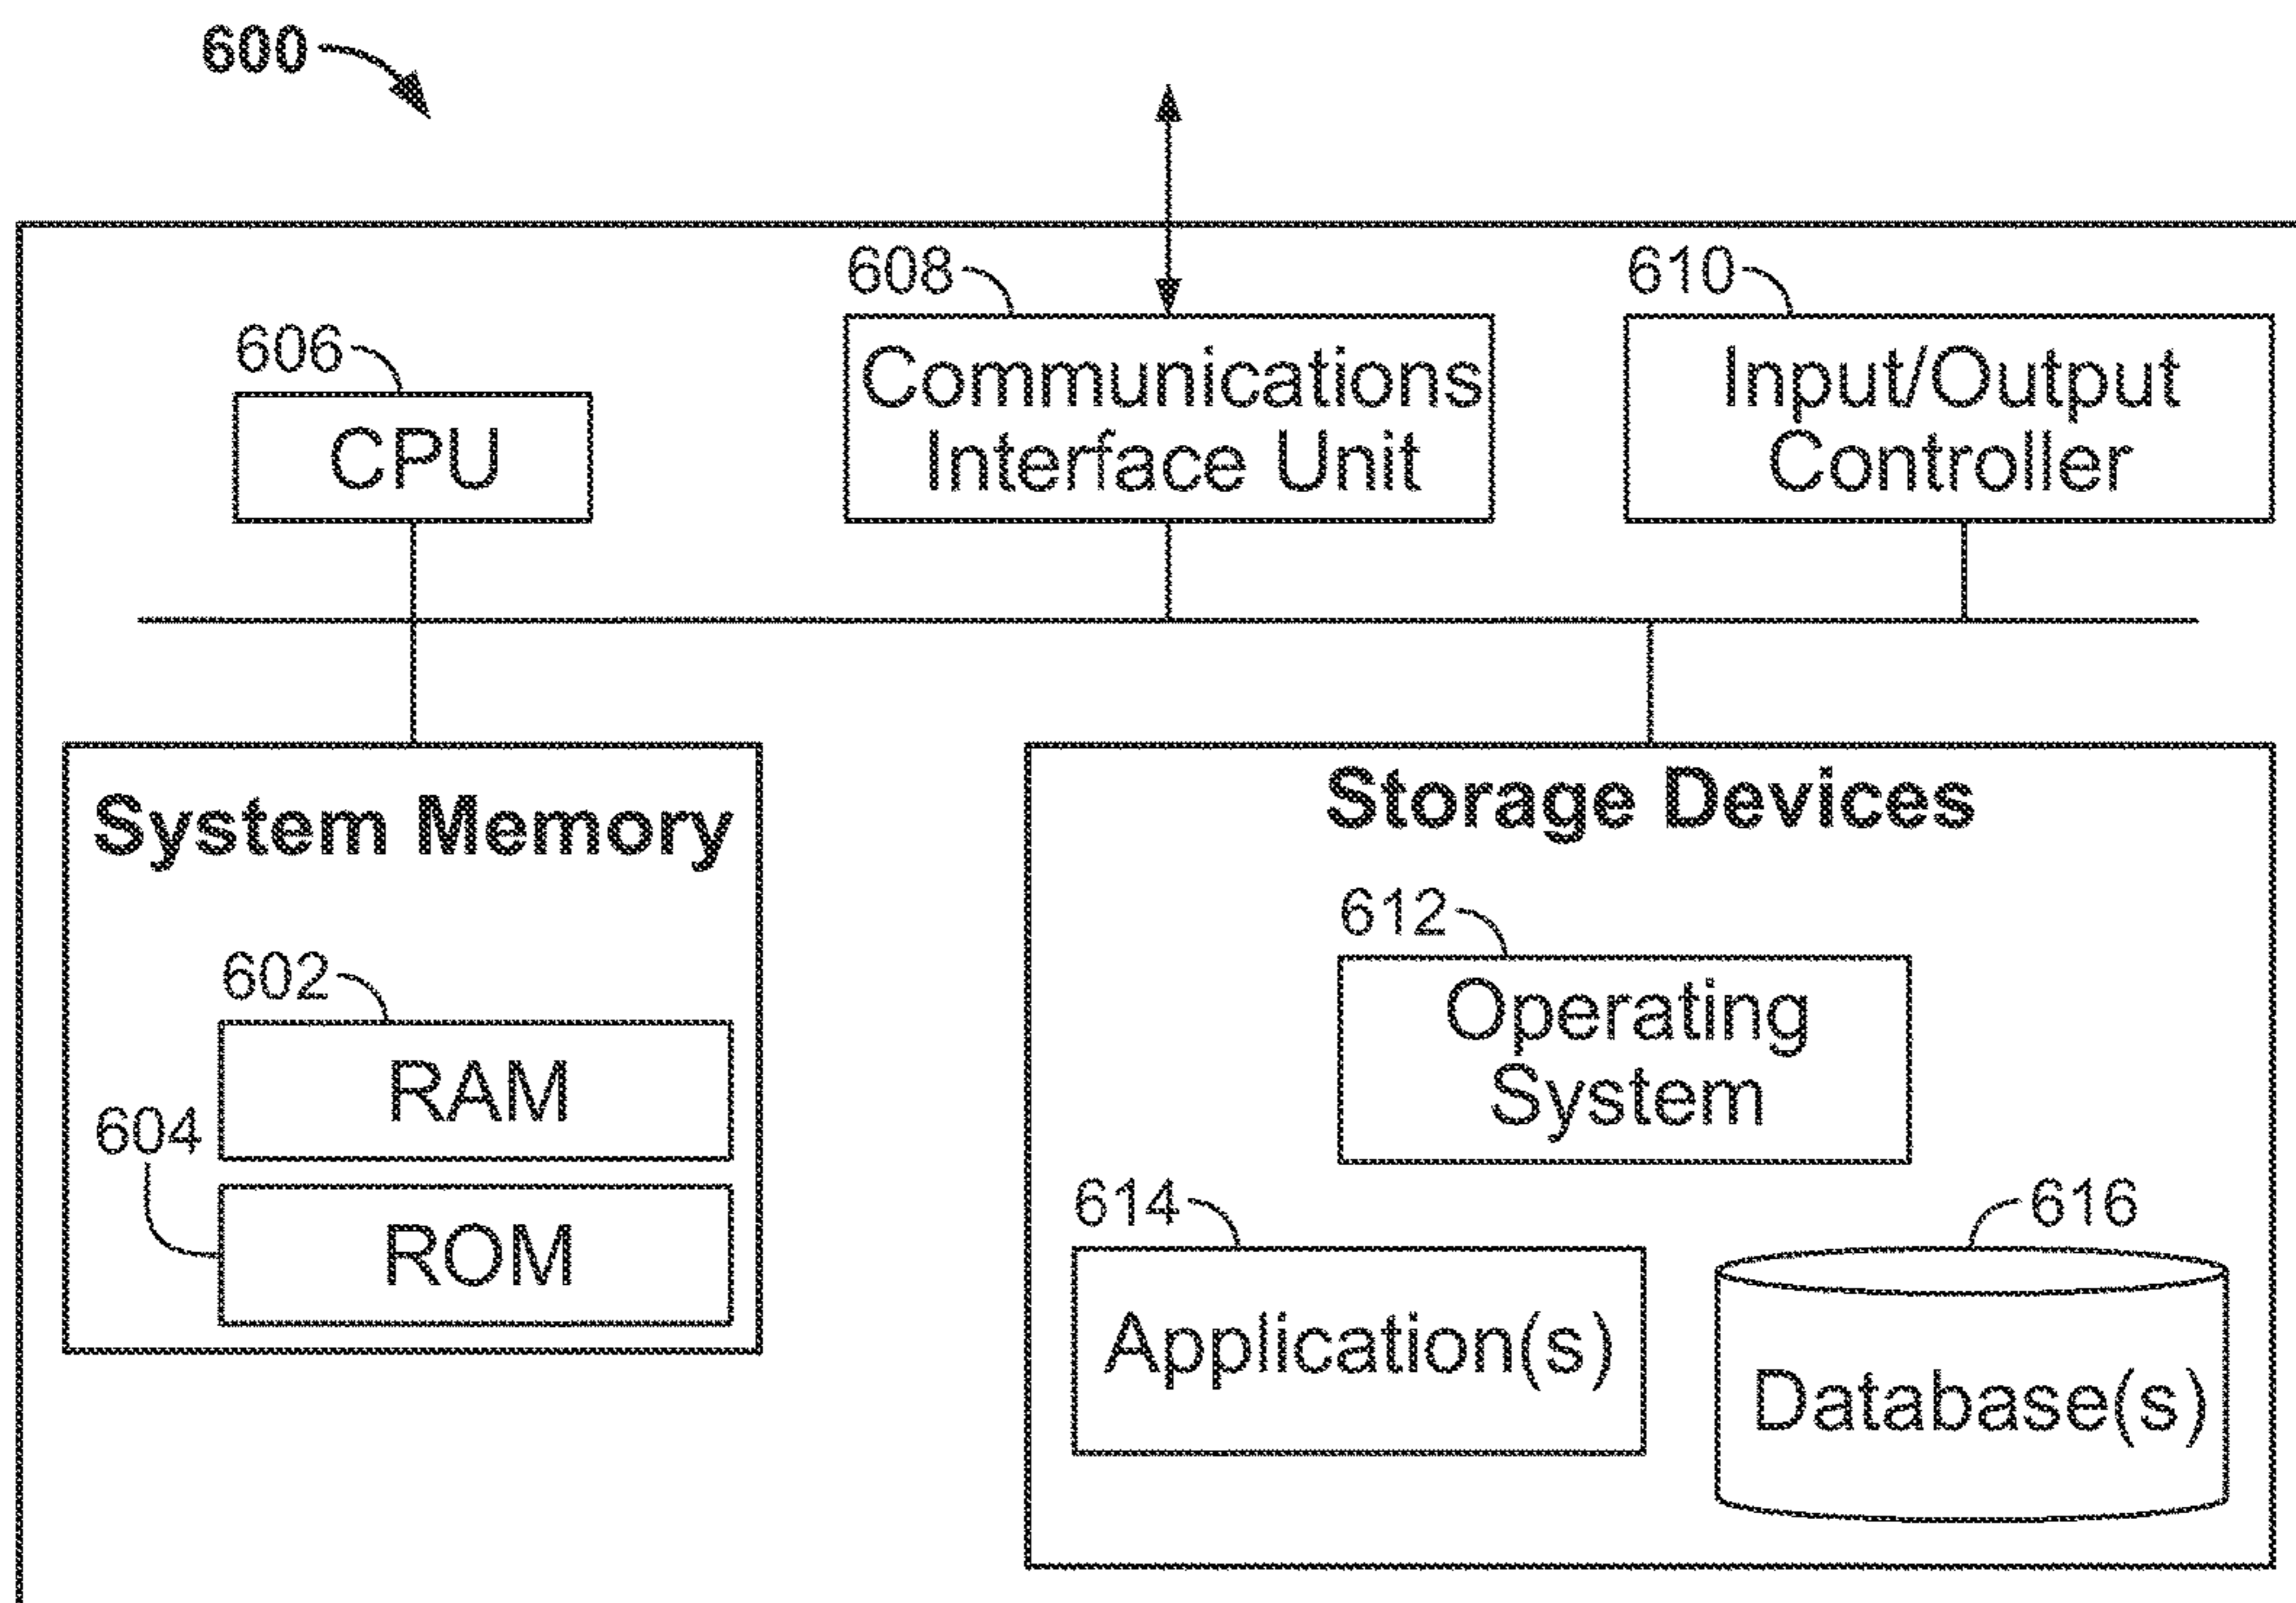 600
608
610
606
Communications
Interface Unit
Input/Output
Controller
CPU
System Memory
602
RAM
604
ROM
Storage Devices
612
Operating
System
614
Application(s)
616
Database(s)